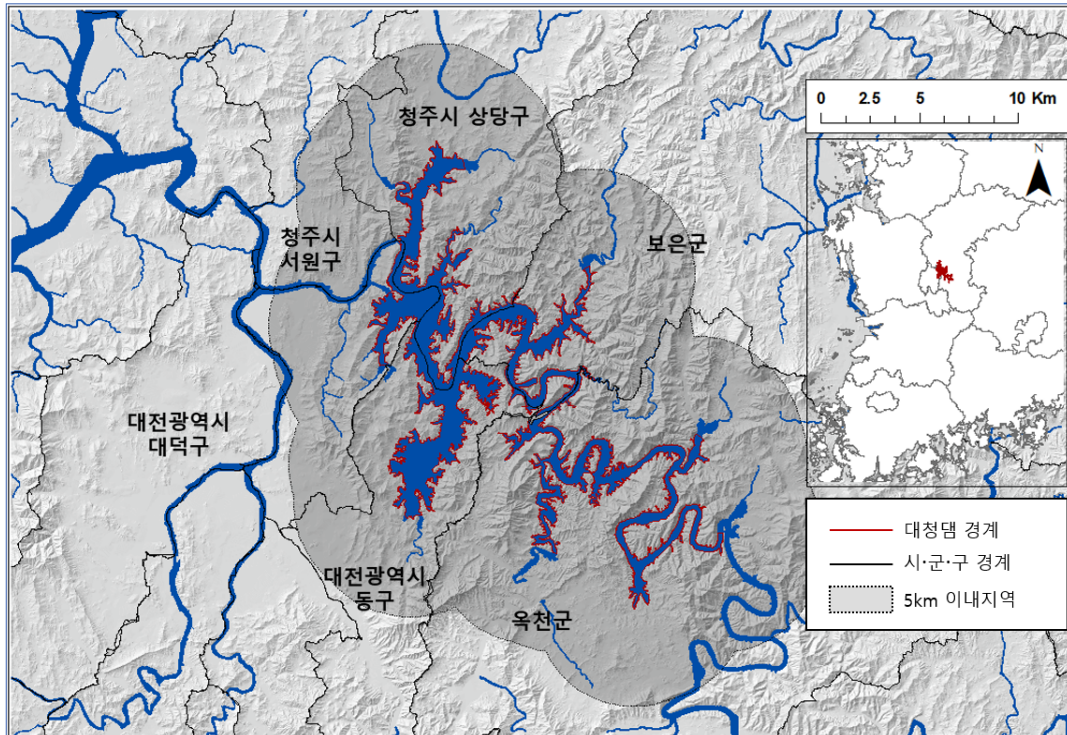 청주시 상당구
0 2.5 5 10 Km
N
청주시
서원구
보은군
대전광역시
대덕구
대전광역시
동구
옥천군
대청댐 경계
시·군·구 경계
5km 이내지역